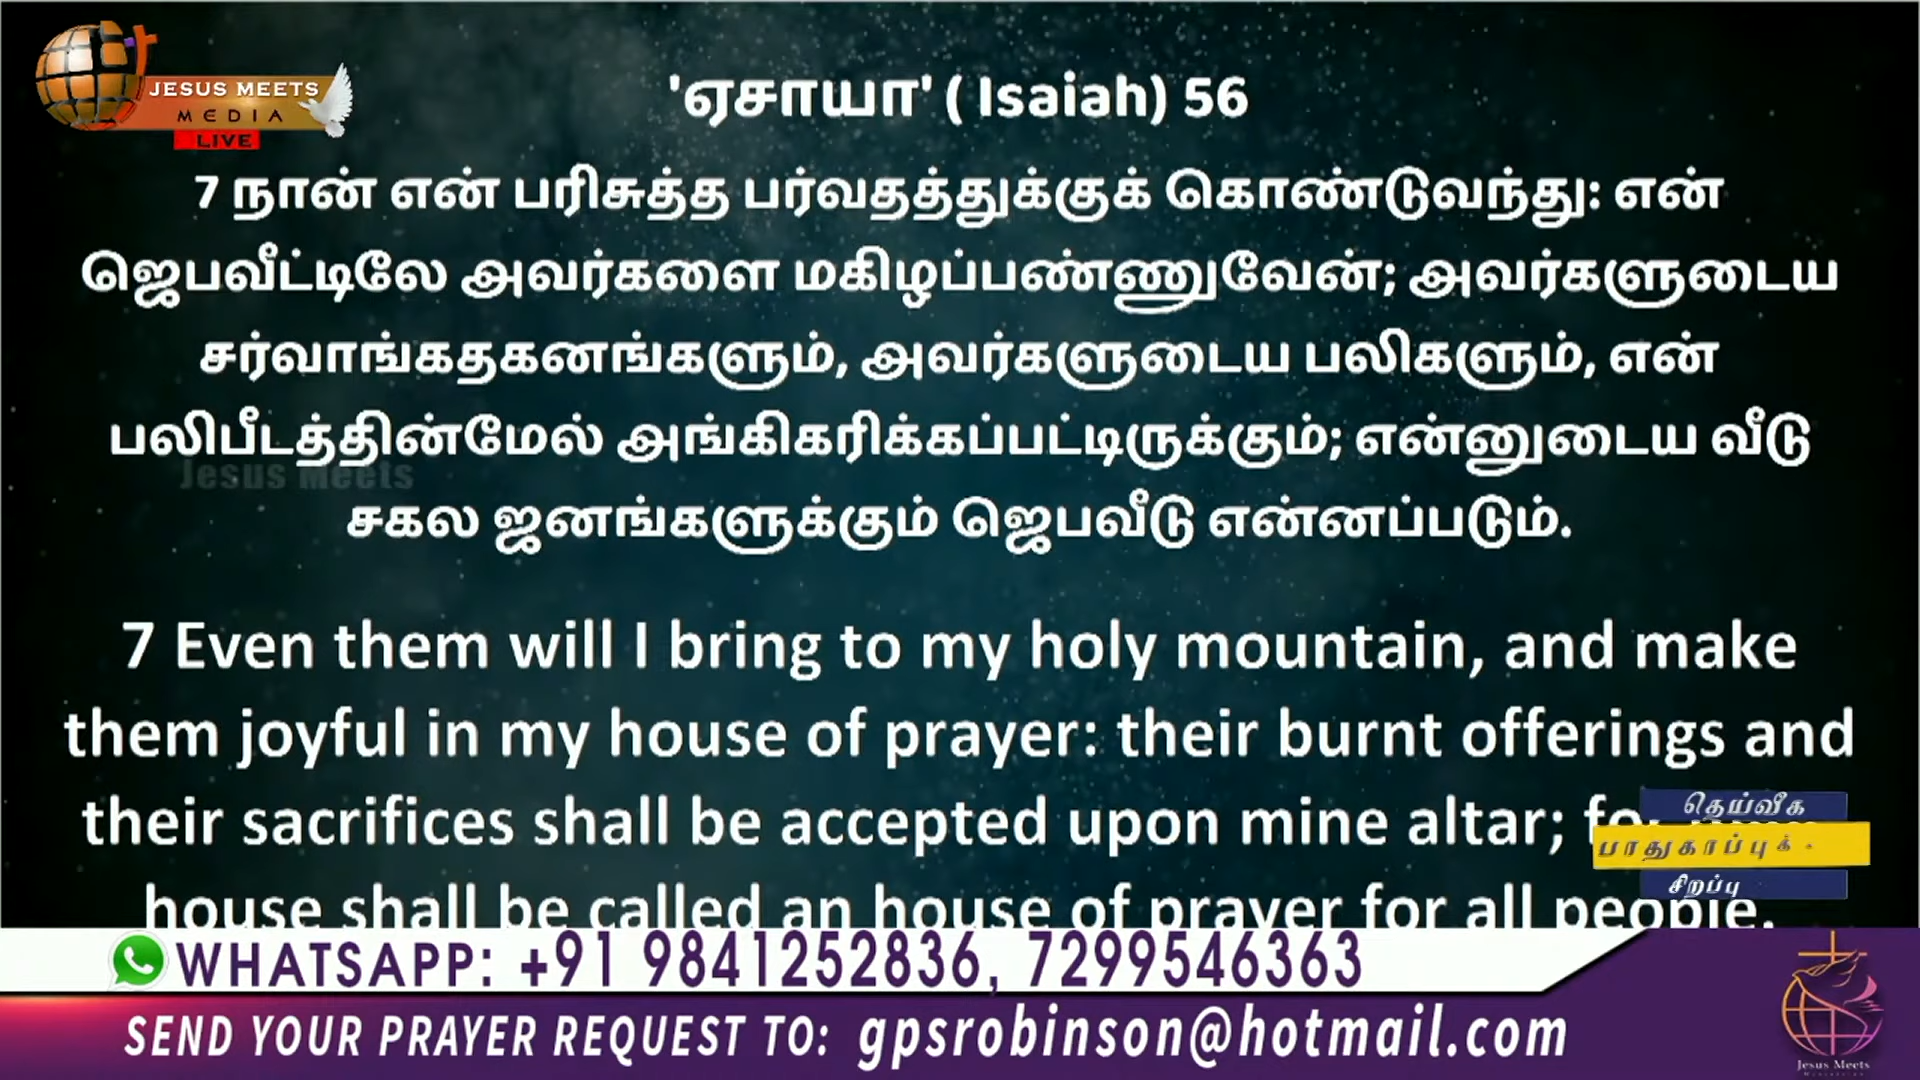 JESUS MEETS
MEDIA
LIVE
'ஏசாயா' ( Isaiah) 56
7 நான் என் பரிசுத்த பர்வதத்துக்குக் கொண்டுவந்து: என்
ஜெபவீட்டிலே அவர்களை மகிழப்பண்ணுவேன்; அவர்களுடைய
சர்வாங்கதகனங்களும், அவர்களுடைய பலிகளும், என்
பலிபீடத்தின்மேல் அங்கிகரிக்கப்பட்டிருக்கும்; என்னுடைய வீடு
Jesus Meets
சகல ஜனங்களுக்கும் ஜெபவீடு என்னப்படும்.
7 Even them will I bring to my holy mountain, and make
them joyful in my house of prayer: their burnt offerings and
their sacrifices shall be accepted upon mine altar;
house shall be called an house of prayer for all people.
தெய்வீக
பாதுகாப்புக்
சிறப்பு
WHATSAPP: +91 9841252836, 7299546363
SEND YOUR PRAYER REQUEST TO: gpsrobinson@hotmail.com
Jesus Meets